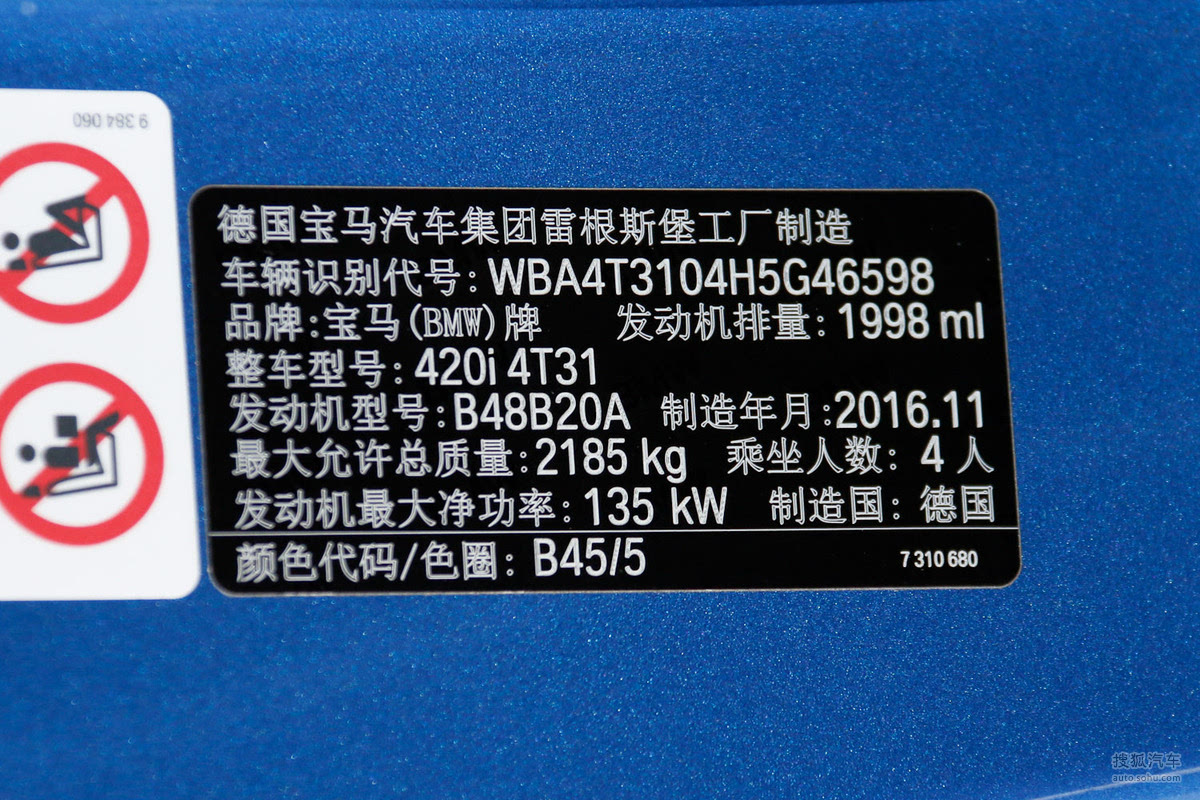 9 384 060
德国宝马汽车集团雷根斯堡工厂制造
车辆识别代号:WBA4T3104H5G46598
品牌:宝马(BMW)牌 发动机排量:1998 ml
整车型号:420i 4T31
发动机型号:B48B20A 制造年月:2016.11
最大允许总质量:2185 kg 乘坐人数: 4 人
发动机最大净功率:135 kW 制造国: 德国
颜色代码/色圈: B45/5 7 310 680
搜狐汽车
auto.sohu.com